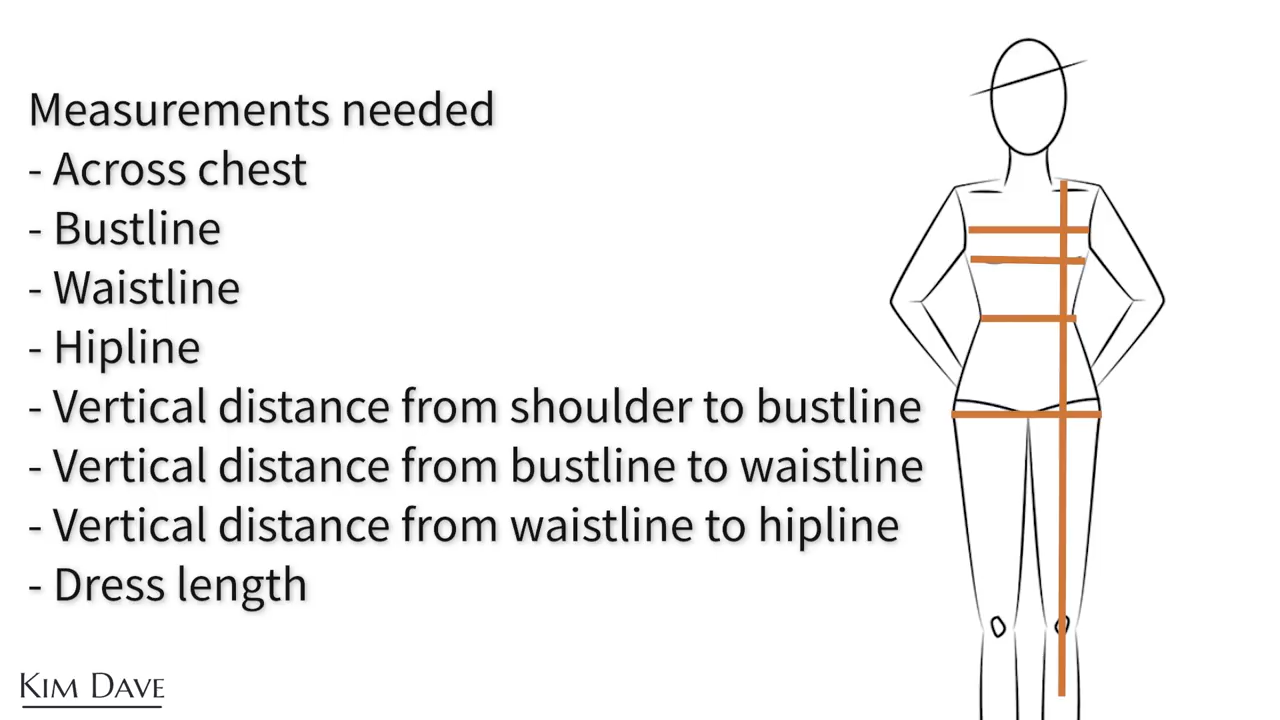 Measurements needed
- Across chest
- Bustline
- Waistline
- Hipline
- Vertical distance from shoulder to bustline
- Vertical distance from bustline to waistline
- Vertical distance from waistline to hipline
- Dress length
KIM DAVE